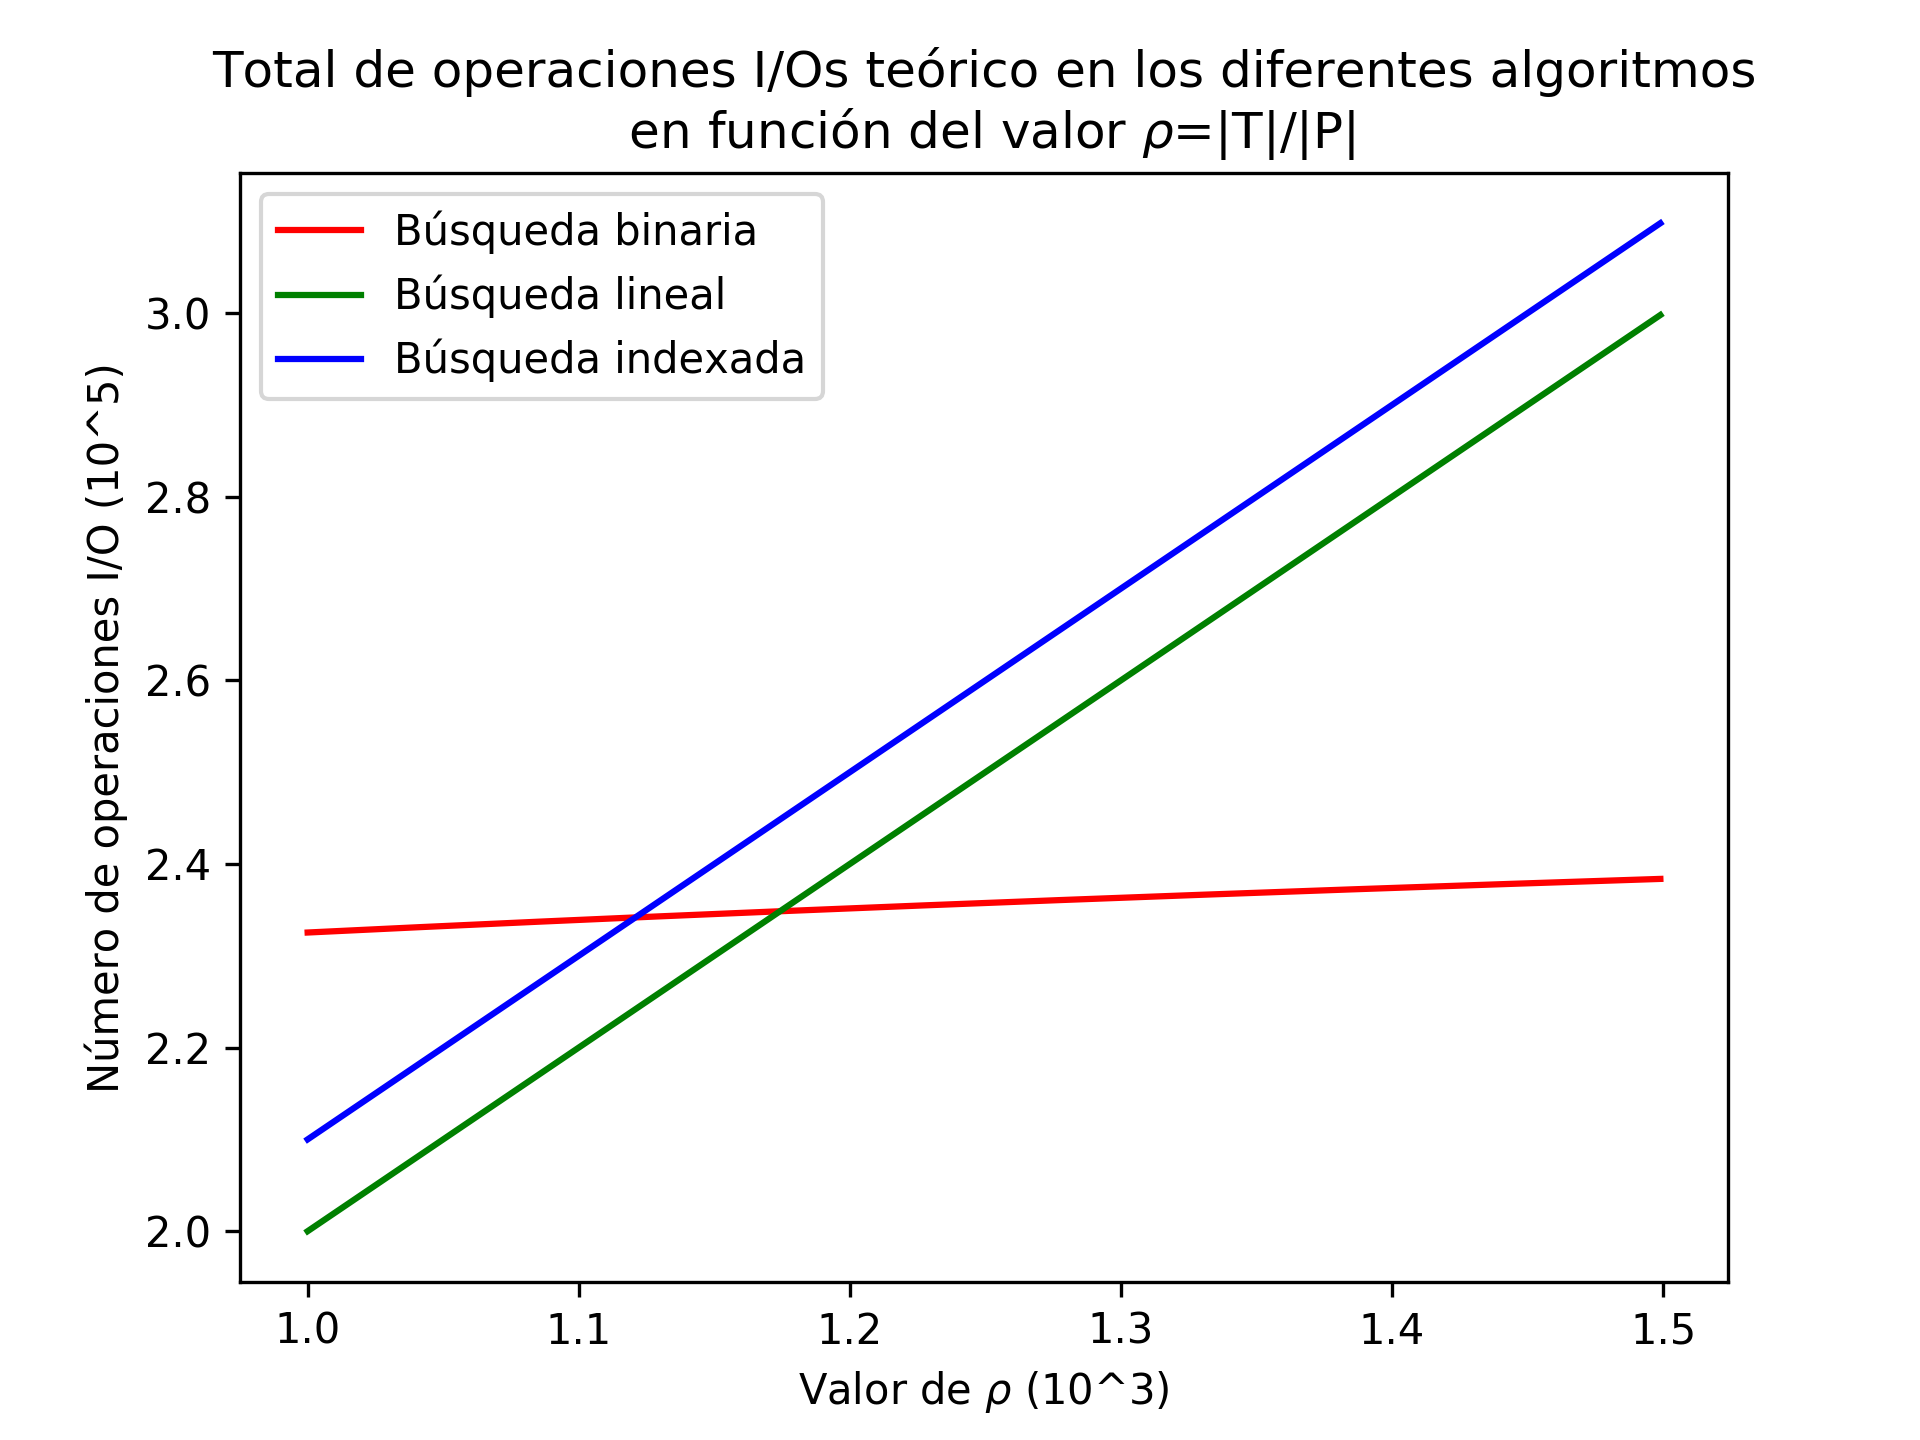 Total de operaciones I/Os teórico en los diferentes algoritmos
en función del valor ρ=|T|/|P|
Búsqueda binaria
Búsqueda lineal
Búsqueda indexada
Número de operaciones I/O (10^5)
3.0
2.8
2.6
2.4
2.2
2.0
1.0 1.1 1.2 1.3 1.4 1.5
Valor de ρ (10^3)